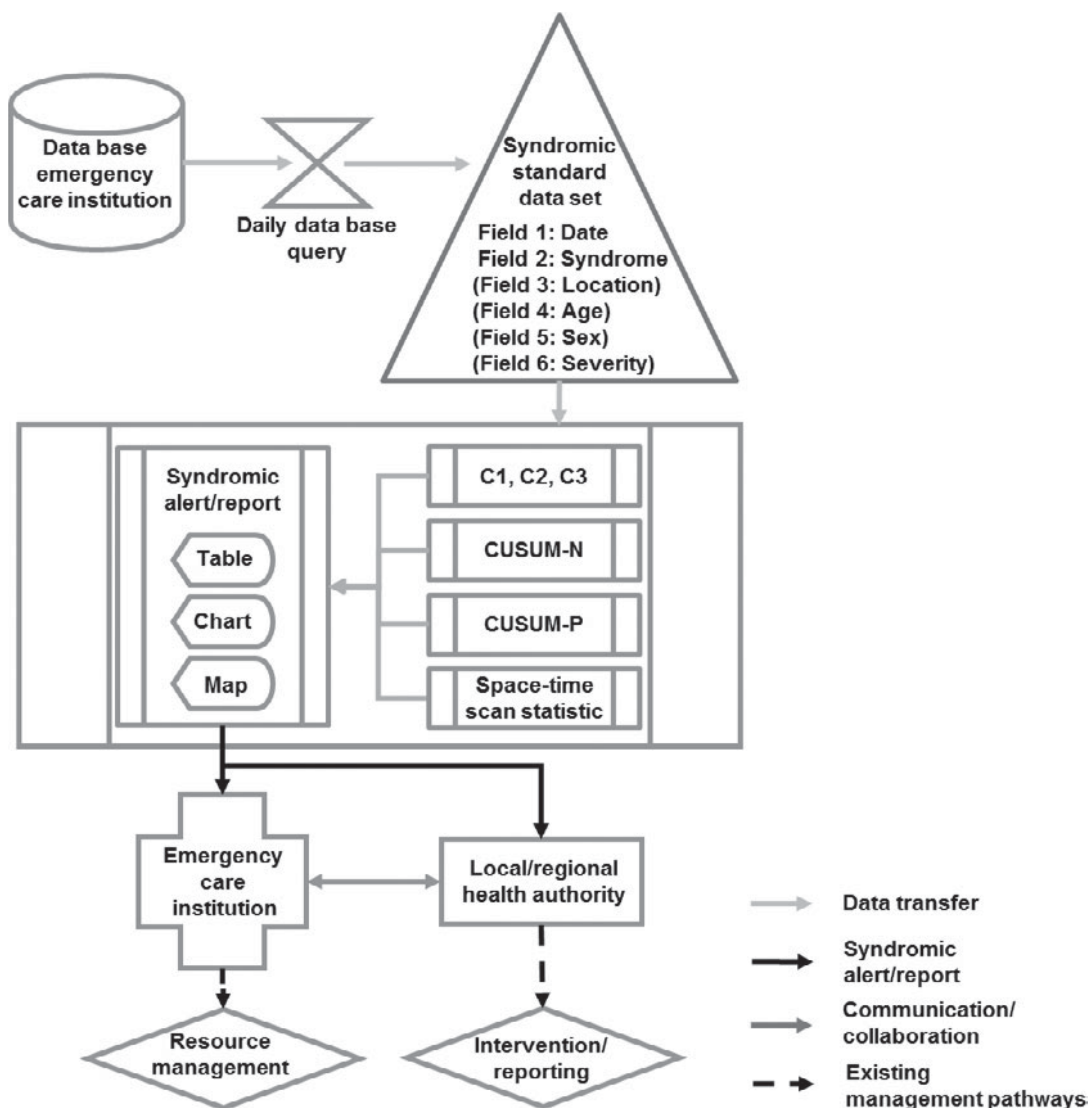 Data base
emergency
care institution
Daily data base
query
Syndromic
standard
data set
Field 1: Date
Field 2: Syndrome
(Field 3: Location)
(Field 4: Age)
(Field 5: Sex)
(Field 6: Severity)
Syndromic
alert/report
Table
Chart
Map
C1, C2, C3
CUSUM-N
CUSUM-P
Space-time
scan statistic
Emergency
care
institution
Local/regional
health authority
Resource
management
Intervention/
reporting
Data transfer
Syndromic
alert/report
Communication/
collaboration
Existing
management pathways